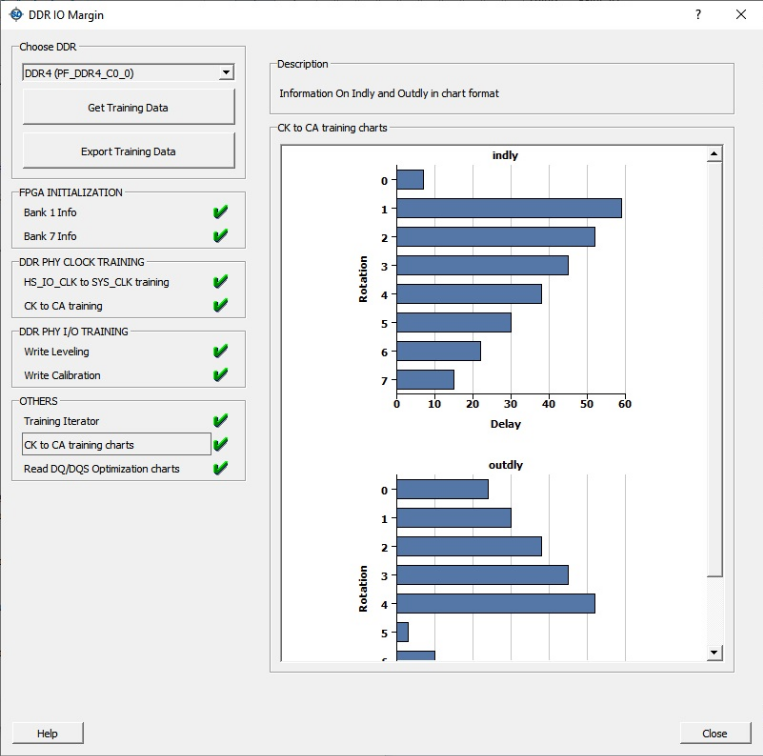 DDR IO Margin
?
Choose DDR
DDR4 (PF_DDR4_C0_0)
Get Training Data
Export Training Data
FPGA INITIALIZATION
Bank 1 Info
Bank 7 Info
DDR PHY CLOCK TRAINING
HS_IO_CLK to SYS_CLK training
CK to CA training
DDR PHY I/O TRAINING
Write Leveling
Write Calibration
OTHERS
Training Iterator
CK to CA training charts
Read DQ/DQS Optimization charts
Description
Information On Indly and Outdly in chart format
CK to CA training charts
indly
Rotation
0
1
2
3
4
5
6
7
0 10 20 30 40 50 60
Delay
outdly
Rotation
0
1
2
3
4
5
Help
Close